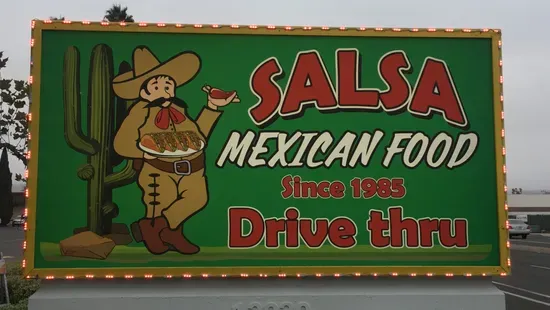 SALSA
MEXICAN FOOD
Since 1985
Drive thru